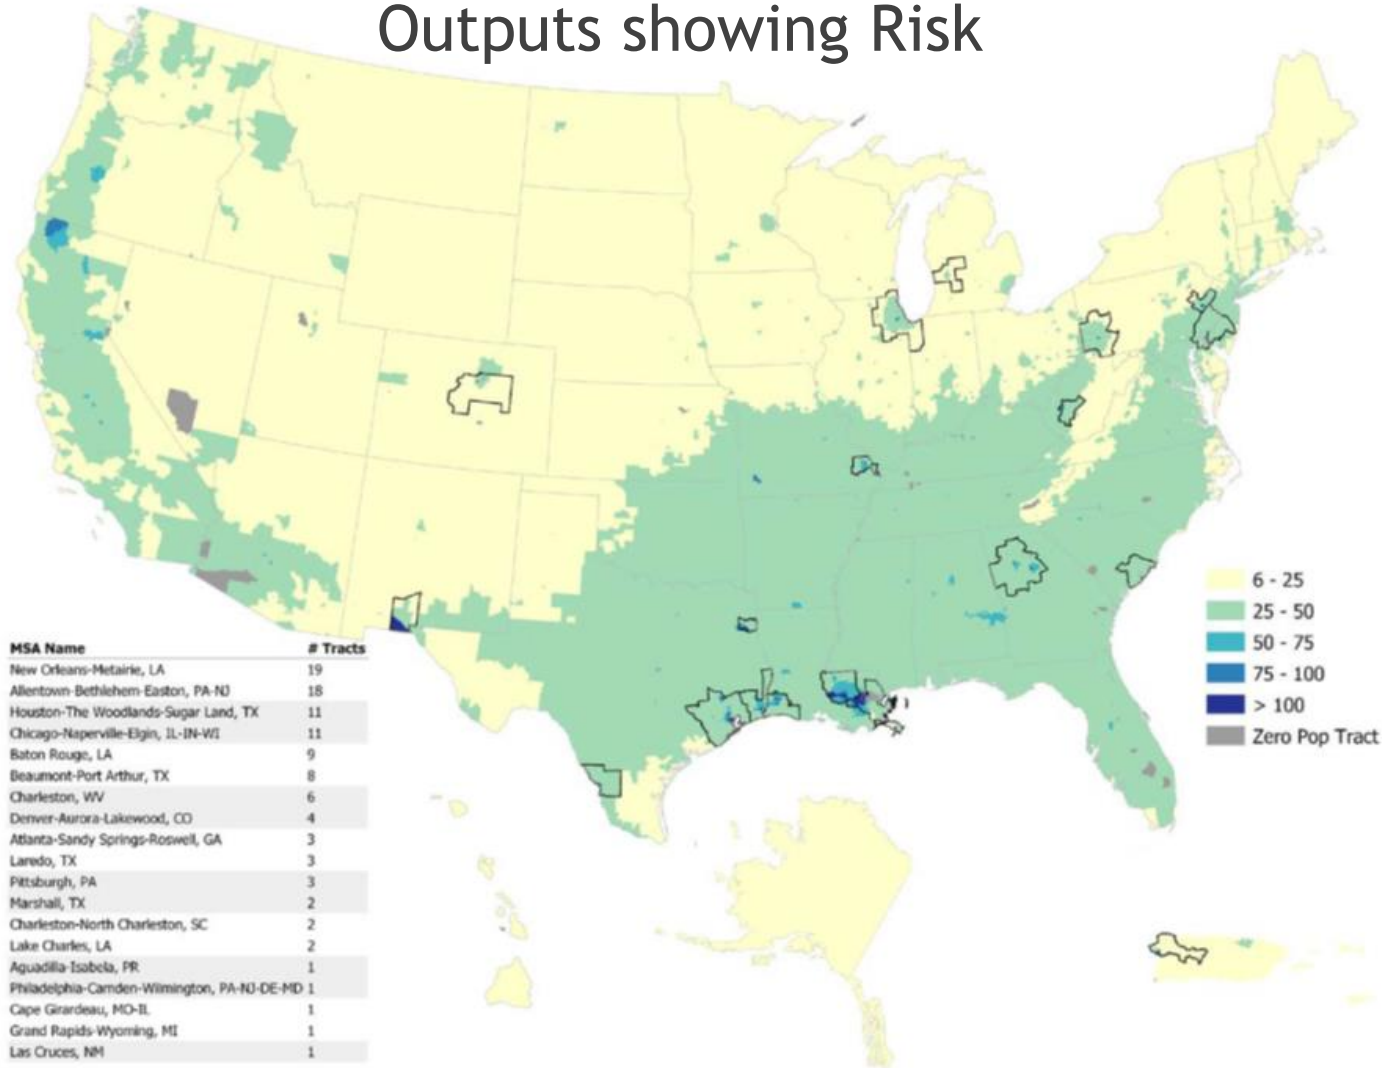 Outputs showing Risk
6 - 25
25 - 50
50 - 75
75 - 100
> 100
Zero Pop Tract
MSA Name # Tracts
New Orleans-Metairie, LA 19
Allentown-Bethlehem-Easton, PA-NJ 18
Houston-The Woodlands-Sugar Land, TX 11
Chicago-Naperville-Elgin, IL-IN-WI 11
Baton Rouge, LA 9
Beaumont-Port Arthur, TX 8
Charleston, WV 6
Denver-Aurora-Lakewood, CO 4
Atlanta-Sandy Springs-Roswell, GA 3
Laredo, TX 3
Pittsburgh, PA 3
Marshall, TX 2
Charleston-North Charleston, SC 2
Lake Charles, LA 2
Aguadilla-Isabela, PR 1
Philadelphia-Camden-Wilmington, PA-NJ-DE-MD 1
Cape Girardeau, MO-IL 1
Grand Rapids-Wyoming, MI 1
Las Cruces, NM 1